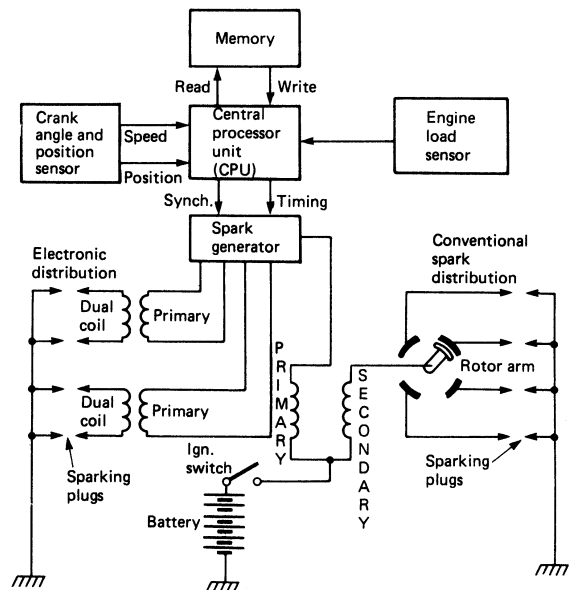 Memory
Read
Write
Crank
angle and
position
sensor
Speed
Position
Central
processor
unit
(CPU)
Engine
load
sensor
Synch.
Timing
Spark
generator
Electronic
distribution
Conventional
spark
distribution
Dual
coil
Primary
PRIMARY
SECONDARY
Rotor arm
Dual
coil
Primary
Ign.
switch
Sparking
plugs
Sparking
plugs
Battery